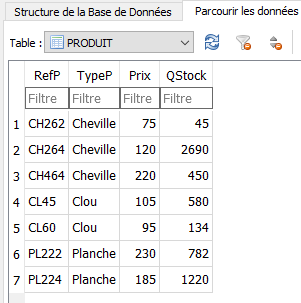 Structure de la Base de Données Parcourir les données
Table : PRODUIT
RefP TypeP Prix QStock
Filtre Filtre Filtre Filtre
1 CH262 Cheville 75 45
2 CH264 Cheville 120 2690
3 CH464 Cheville 220 450
4 CL45 Clou 105 580
5 CL60 Clou 95 134
6 PL222 Planche 230 782
7 PL224 Planche 185 1220